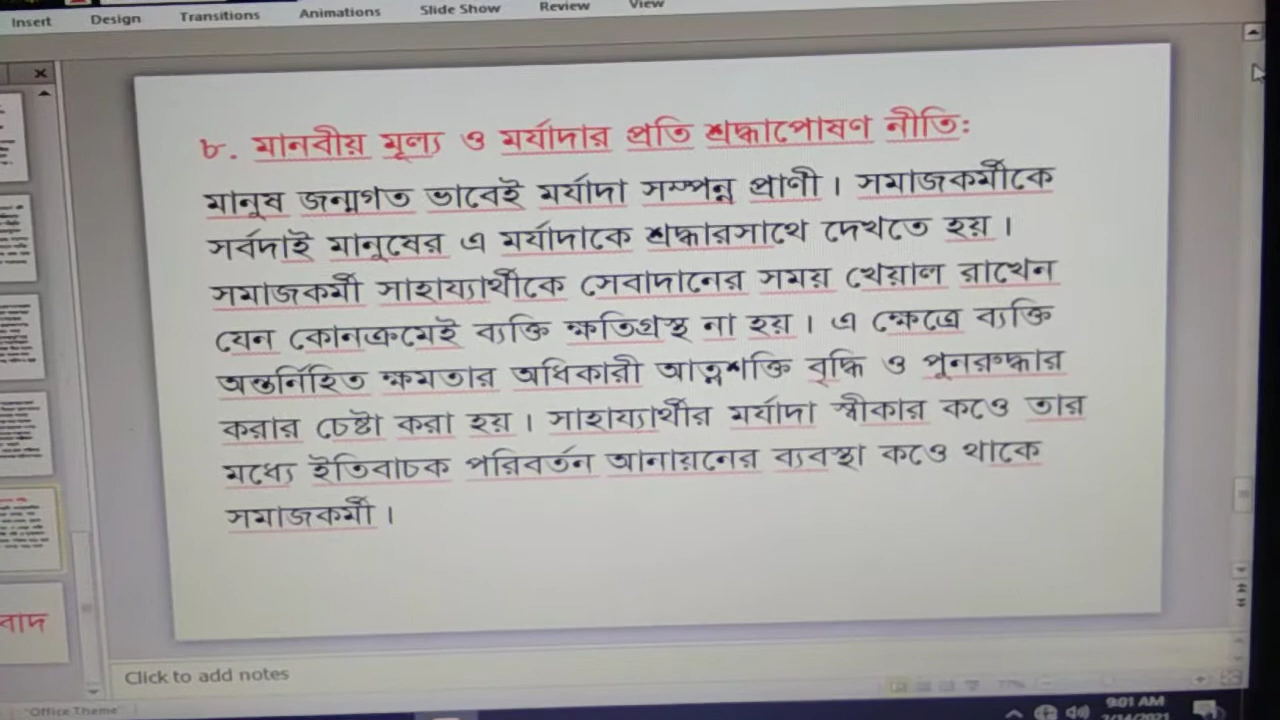 Insert Design Transitions Animations Slide Show Review View
৮. মানবীয় মূল্য ও মর্যাদার প্রতি শ্রদ্ধাপোষণ নীতিঃ
মানুষ জন্মগত ভাবেই মর্যাদা সম্পন্ন প্রাণী । সমাজকর্মীকে
সর্বদাই মানুষের এ মর্যাদাকে শ্রদ্ধারসাথে দেখতে হয় ।
সমাজকর্মী সাহায্যার্থীকে সেবাদানের সময় খেয়াল রাখেন
যেন কোনক্রমেই ব্যক্তি ক্ষতিগ্রস্থ না হয় । এ ক্ষেত্রে ব্যক্তি
অন্তর্নিহিত ক্ষমতার অধিকারী আত্নশক্তি বৃদ্ধি ও পুনরুদ্ধার
করার চেষ্টা করা হয় । সাহায্যার্থীর মর্যাদা স্বীকার কওে তার
মধ্যে ইতিবাচক পরিবর্তন আনায়নের ব্যবস্থা কওে থাকে
সমাজকর্মী ।
বাদ
Click to add notes
"Office Theme"
9:01 AM